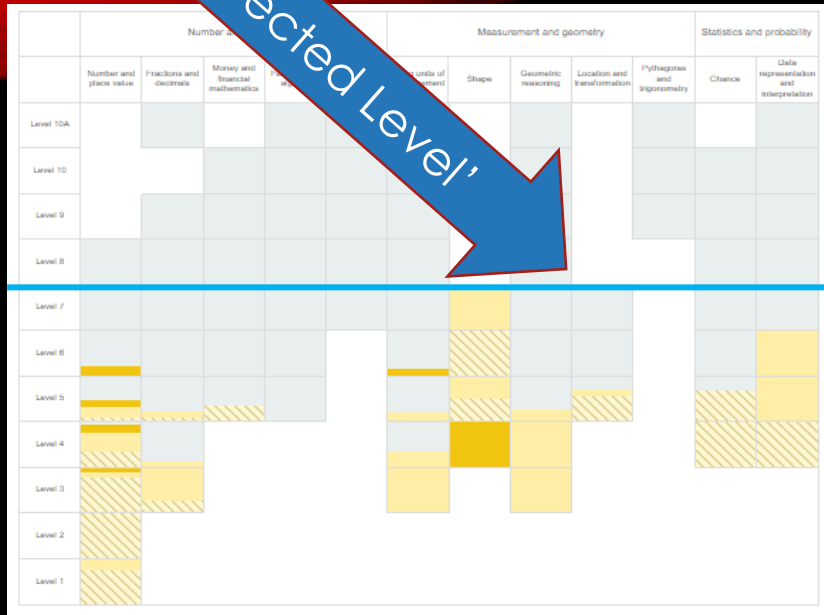 ected Level'
Number a
Measurement and geometry
Statistics and probability
Number and
place value
Fractions and
decimals
Money and
financial
mathematics
units of
Shape
Geometric
reasoning
Location and
transformation
Pythagoras
and
trigonometry
Chance
Data
representation
and
interpretation
Level 10A
Level 10
Level 9
Level 8
Level 7
Level 6
Level 5
Level 4
Level 3
Level 2
Level 1